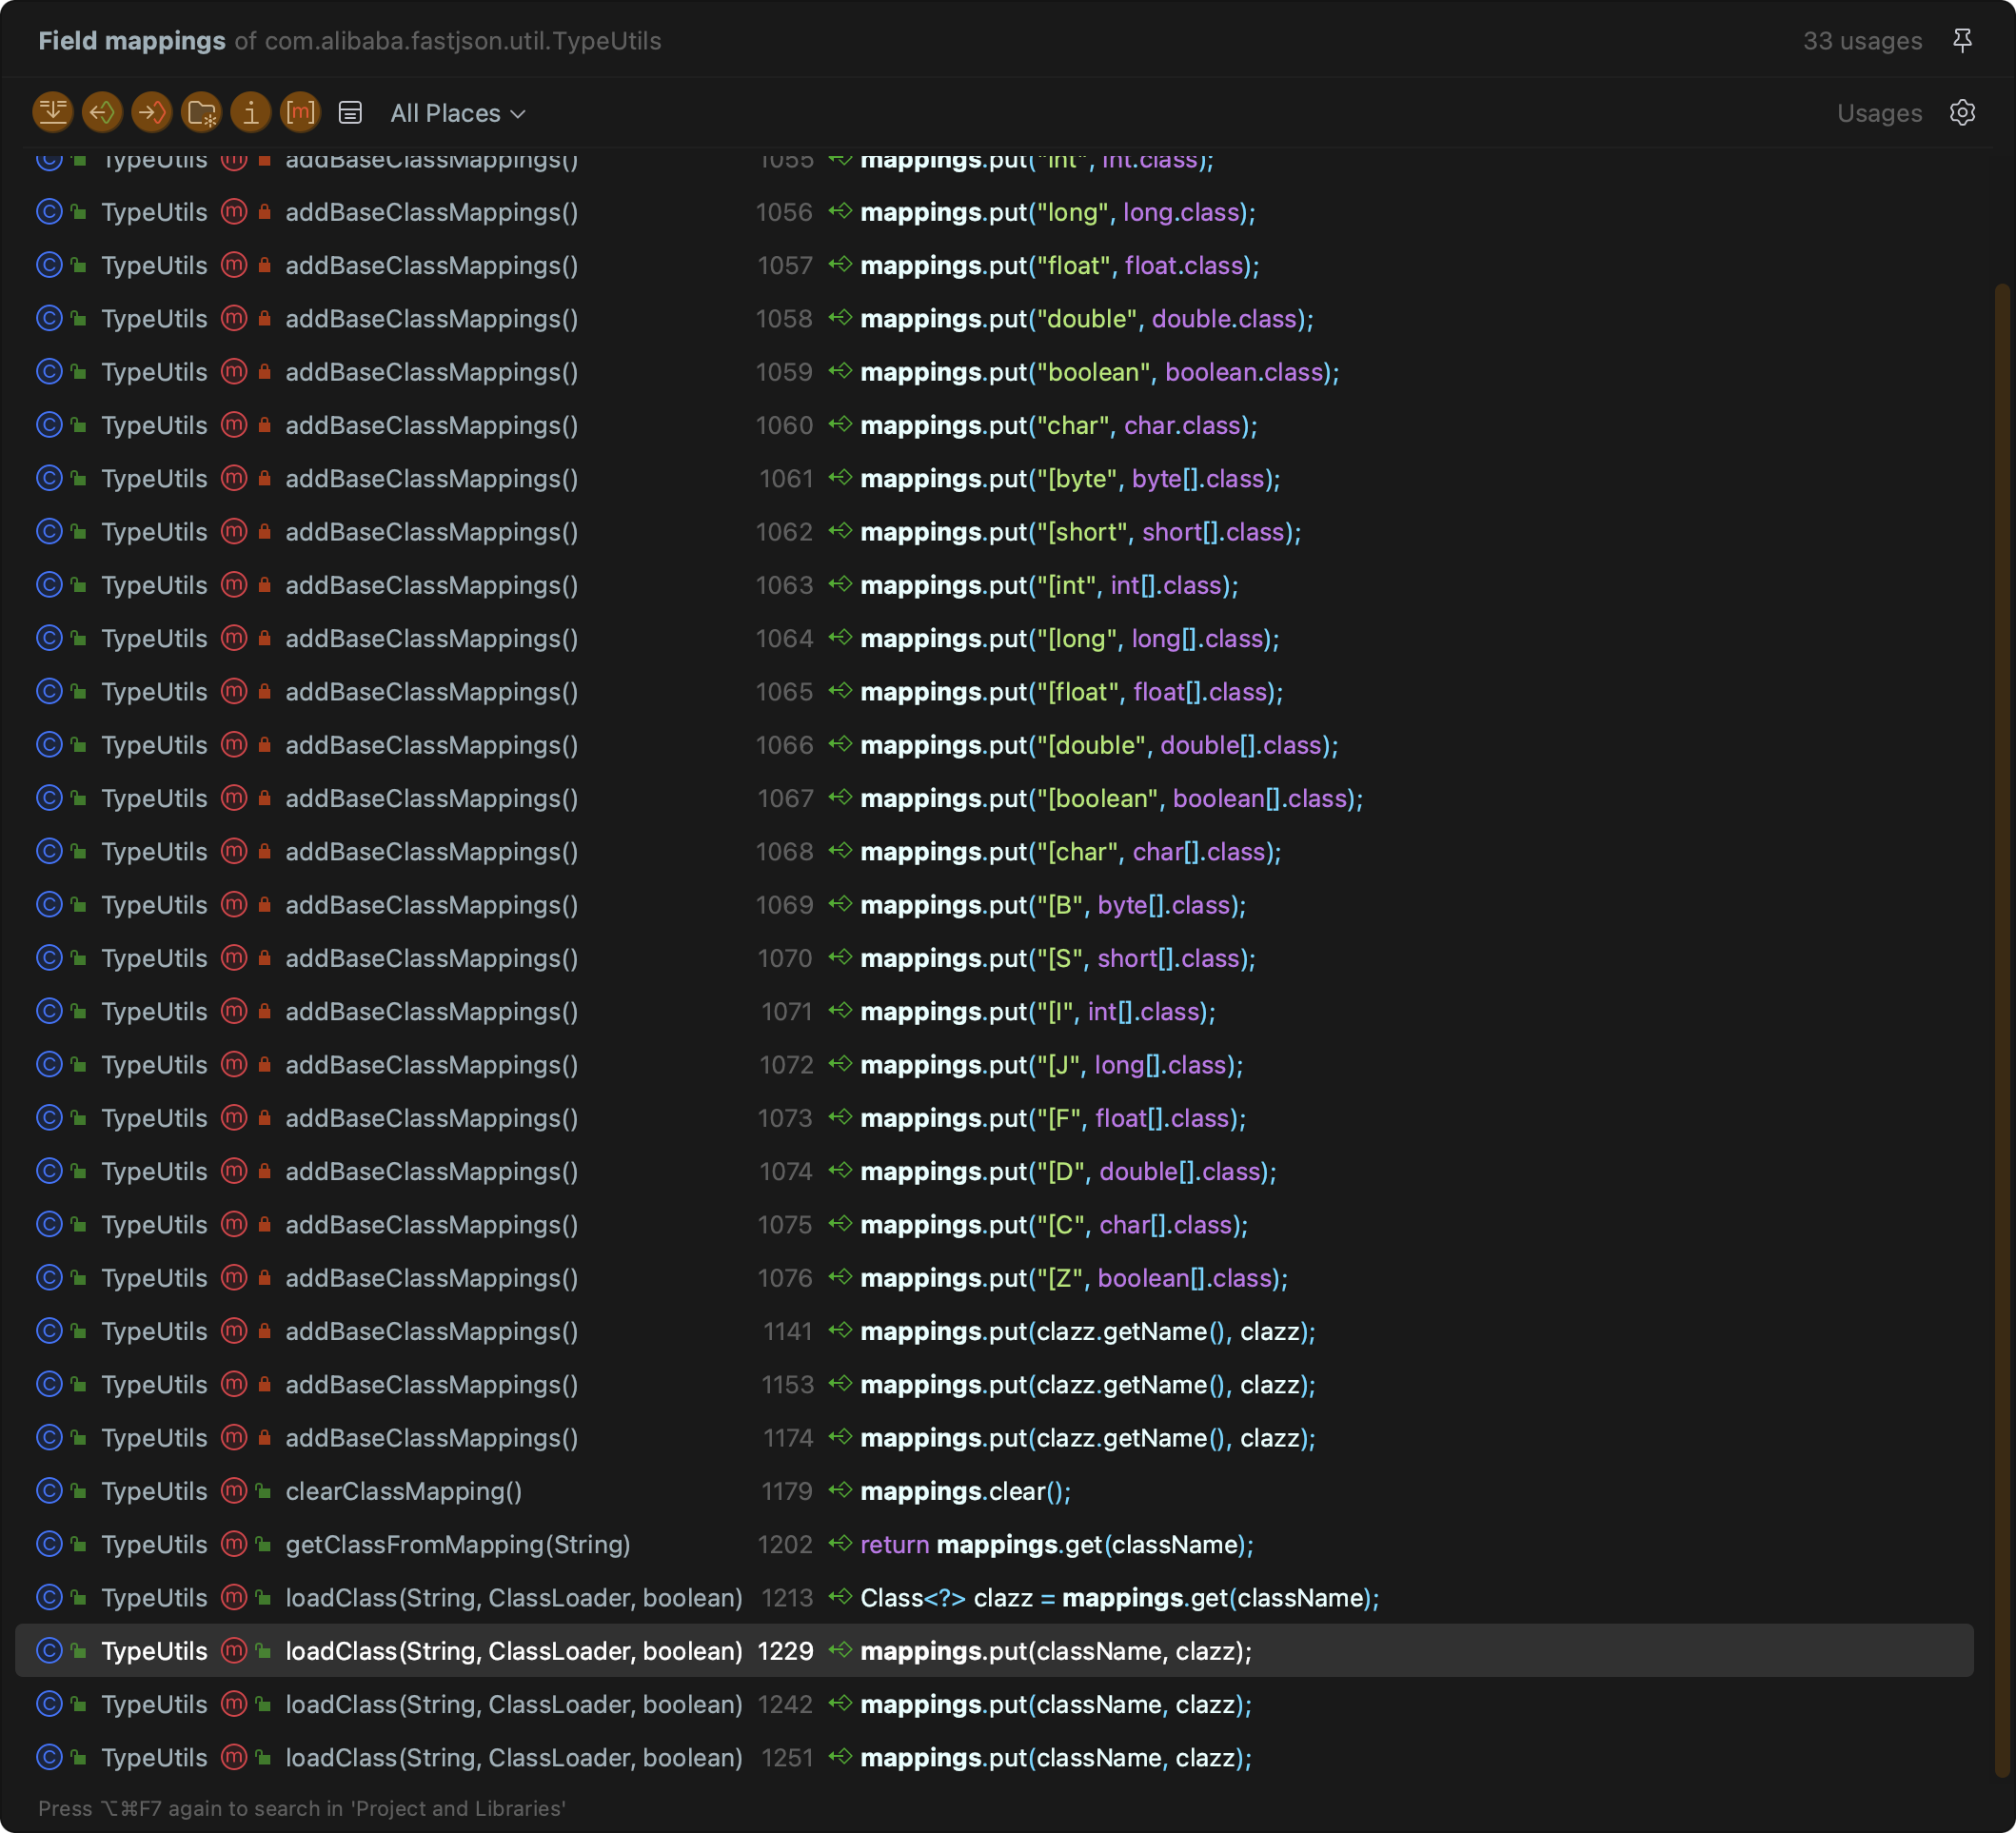 Field mappings of com.alibaba.fastjson.util.TypeUtils 33 usages
All Places Usages
TypeUtils addBaseClassMappings() 1055 mappings.put("int", int.class);
TypeUtils addBaseClassMappings() 1056 mappings.put("long", long.class);
TypeUtils addBaseClassMappings() 1057 mappings.put("float", float.class);
TypeUtils addBaseClassMappings() 1058 mappings.put("double", double.class);
TypeUtils addBaseClassMappings() 1059 mappings.put("boolean", boolean.class);
TypeUtils addBaseClassMappings() 1060 mappings.put("char", char.class);
TypeUtils addBaseClassMappings() 1061 mappings.put("[byte", byte[].class);
TypeUtils addBaseClassMappings() 1062 mappings.put("[short", short[].class);
TypeUtils addBaseClassMappings() 1063 mappings.put("[int", int[].class);
TypeUtils addBaseClassMappings() 1064 mappings.put("[long", long[].class);
TypeUtils addBaseClassMappings() 1065 mappings.put("[float", float[].class);
TypeUtils addBaseClassMappings() 1066 mappings.put("[double", double[].class);
TypeUtils addBaseClassMappings() 1067 mappings.put("[boolean", boolean[].class);
TypeUtils addBaseClassMappings() 1068 mappings.put("[char", char[].class);
TypeUtils addBaseClassMappings() 1069 mappings.put("[B", byte[].class);
TypeUtils addBaseClassMappings() 1070 mappings.put("[S", short[].class);
TypeUtils addBaseClassMappings() 1071 mappings.put("[I", int[].class);
TypeUtils addBaseClassMappings() 1072 mappings.put("[J", long[].class);
TypeUtils addBaseClassMappings() 1073 mappings.put("[F", float[].class);
TypeUtils addBaseClassMappings() 1074 mappings.put("[D", double[].class);
TypeUtils addBaseClassMappings() 1075 mappings.put("[C", char[].class);
TypeUtils addBaseClassMappings() 1076 mappings.put("[Z", boolean[].class);
TypeUtils addBaseClassMappings() 1141 mappings.put(clazz.getName(), clazz);
TypeUtils addBaseClassMappings() 1153 mappings.put(clazz.getName(), clazz);
TypeUtils addBaseClassMappings() 1174 mappings.put(clazz.getName(), clazz);
TypeUtils clearClassMapping() 1179 mappings.clear();
TypeUtils getClassFromMapping(String) 1202 return mappings.get(className);
TypeUtils loadClass(String, ClassLoader, boolean) 1213 Class<?> clazz = mappings.get(className);
TypeUtils loadClass(String, ClassLoader, boolean) 1229 mappings.put(className, clazz);
TypeUtils loadClass(String, ClassLoader, boolean) 1242 mappings.put(className, clazz);
TypeUtils loadClass(String, ClassLoader, boolean) 1251 mappings.put(className, clazz);
Press ⌥⌘F7 again to search in 'Project and Libraries'